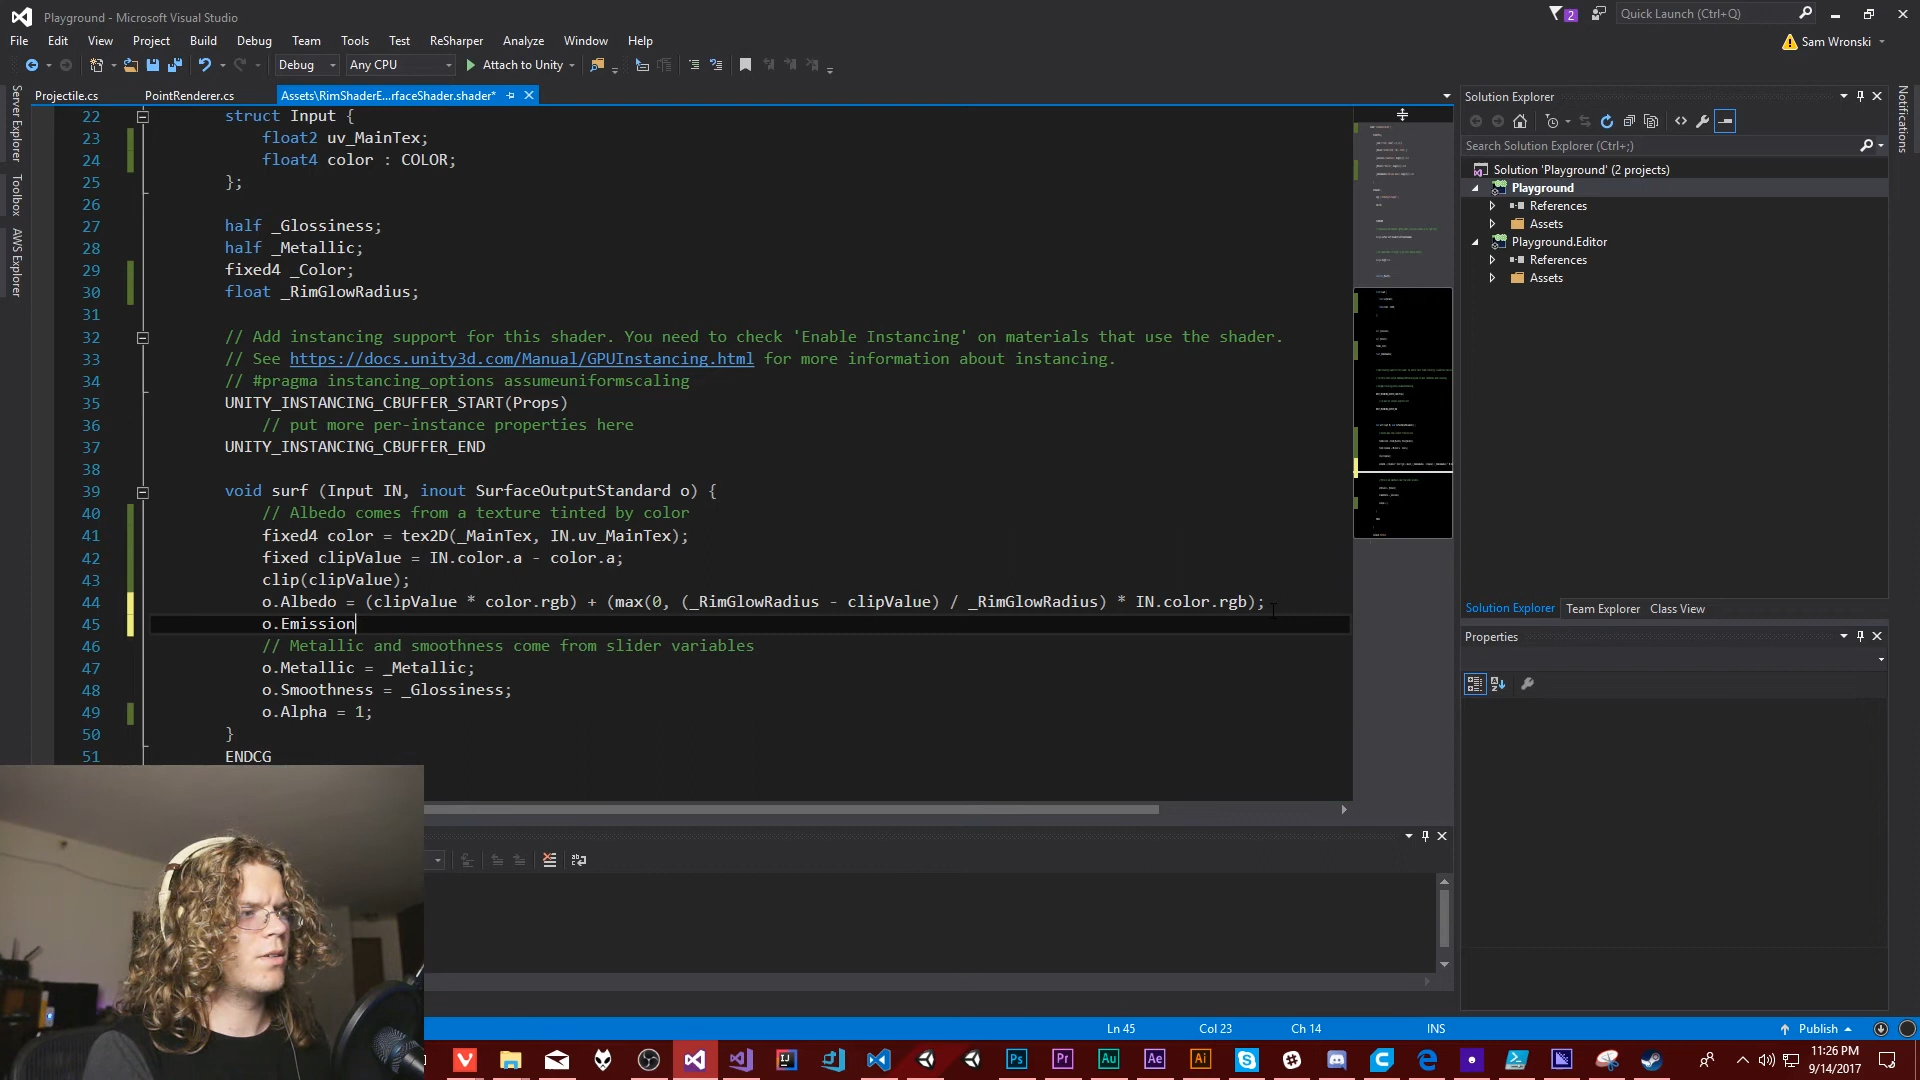 Playground - Microsoft Visual Studio
2
Quick Launch (Ctrl+Q)
File Edit View Project Build Debug Team Tools Test ReSharper Analyze Window Help
Sam Wronski
Debug Any CPU Attach to Unity
Projectile.cs PointRenderer.cs Assets\RimShaderE...rfaceShader.shader*
Server Explorer
Toolbox
AWS Explorer
22 struct Input {
23 float2 uv_MainTex;
24 float4 color : COLOR;
25 };
26
27 half _Glossiness;
28 half _Metallic;
29 fixed4 _Color;
30 float _RimGlowRadius;
31
32 // Add instancing support for this shader. You need to check 'Enable Instancing' on materials that use the shader.
33 // See https://docs.unity3d.com/Manual/GPUInstancing.html for more information about instancing.
34 // #pragma instancing_options assumeuniformscaling
35 UNITY_INSTANCING_CBUFFER_START(Props)
36 // put more per-instance properties here
37 UNITY_INSTANCING_CBUFFER_END
38
39 void surf (Input IN, inout SurfaceOutputStandard o) {
40 // Albedo comes from a texture tinted by color
41 fixed4 color = tex2D(_MainTex, IN.uv_MainTex);
42 fixed clipValue = IN.color.a - color.a;
43 clip(clipValue);
44 o.Albedo = (clipValue * color.rgb) + (max(0, (_RimGlowRadius - clipValue) / _RimGlowRadius) * IN.color.rgb);
45 o.Emission
46 // Metallic and smoothness come from slider variables
47 o.Metallic = _Metallic;
48 o.Smoothness = _Glossiness;
49 o.Alpha = 1;
50 }
51 ENDCG
Solution Explorer
Search Solution Explorer (Ctrl+;)
Solution 'Playground' (2 projects)
Playground
References
Assets
Playground.Editor
References
Assets
Solution Explorer Team Explorer Class View
Properties
Notifications
Ln 45 Col 23 Ch 14 INS Publish
11:26 PM
9/14/2017